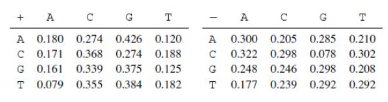 + A C G T − A C G T
A 0.180 0.274 0.426 0.120 A 0.300 0.205 0.285 0.210
C 0.171 0.368 0.274 0.188 C 0.322 0.298 0.078 0.302
G 0.161 0.339 0.375 0.125 G 0.248 0.246 0.298 0.208
T 0.079 0.355 0.384 0.182 T 0.177 0.239 0.292 0.292